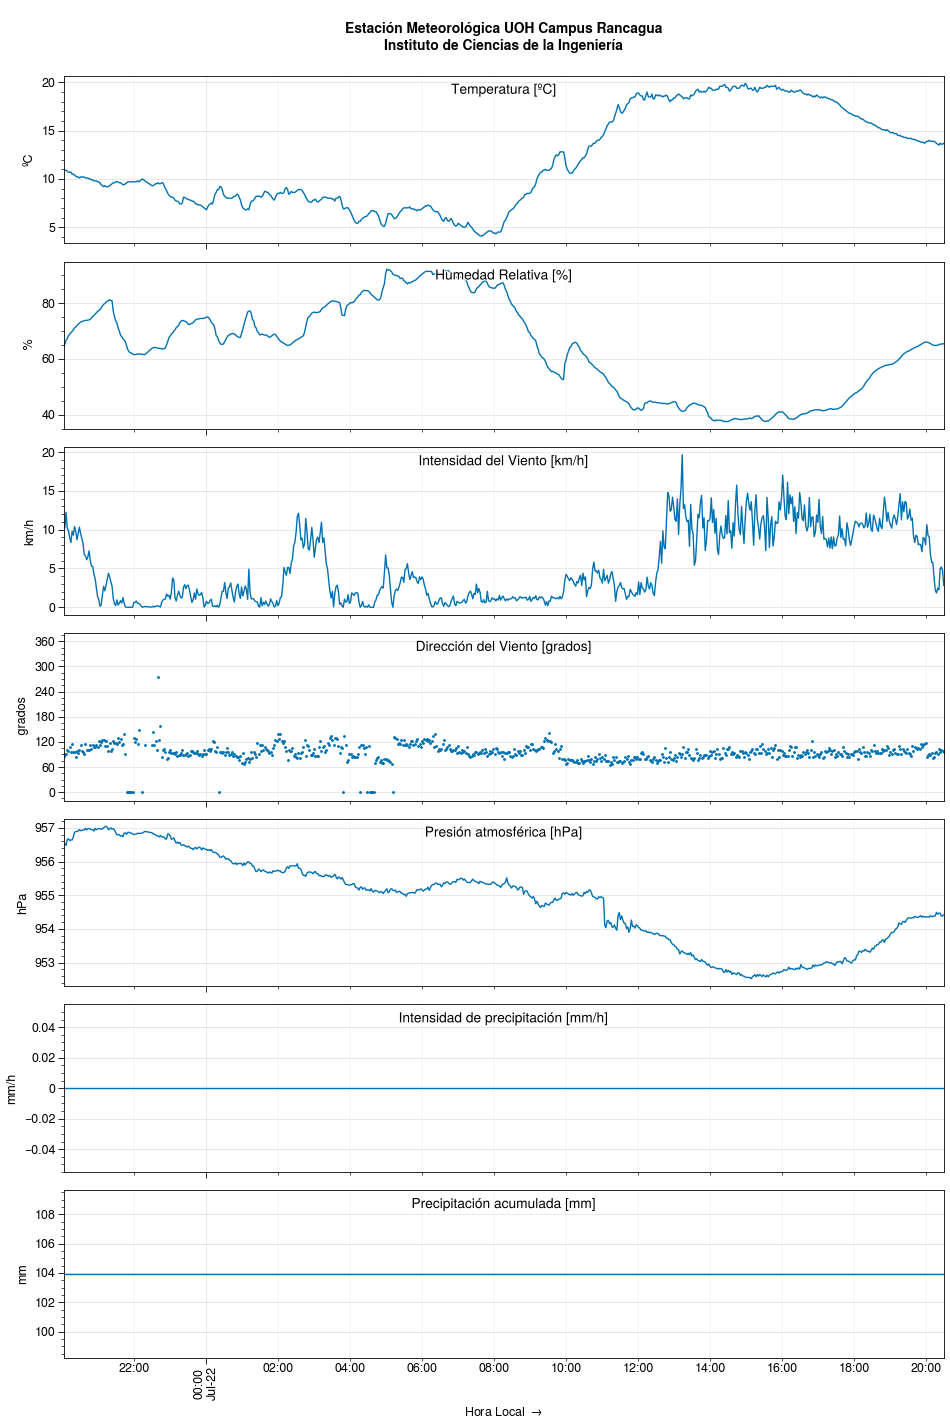 Estación Meteorológica UOH Campus Rancagua
Instituto de Ciencias de la Ingeniería
Temperatura [ºC]
20
15
10
5
ºC
Humedad Relativa [%]
80
60
40
%
Intensidad del Viento [km/h]
20
15
10
5
0
km/h
Dirección del Viento [grados]
360
300
240
180
120
60
0
grados
Presión atmosférica [hPa]
957
956
955
954
953
hPa
Intensidad de precipitación [mm/h]
0.04
0.02
0
−0.02
−0.04
mm/h
Precipitación acumulada [mm]
108
106
104
102
100
mm
22:00
00:00
Jul-22
02:00
04:00
06:00
08:00
10:00
12:00
14:00
16:00
18:00
20:00
Hora Local →